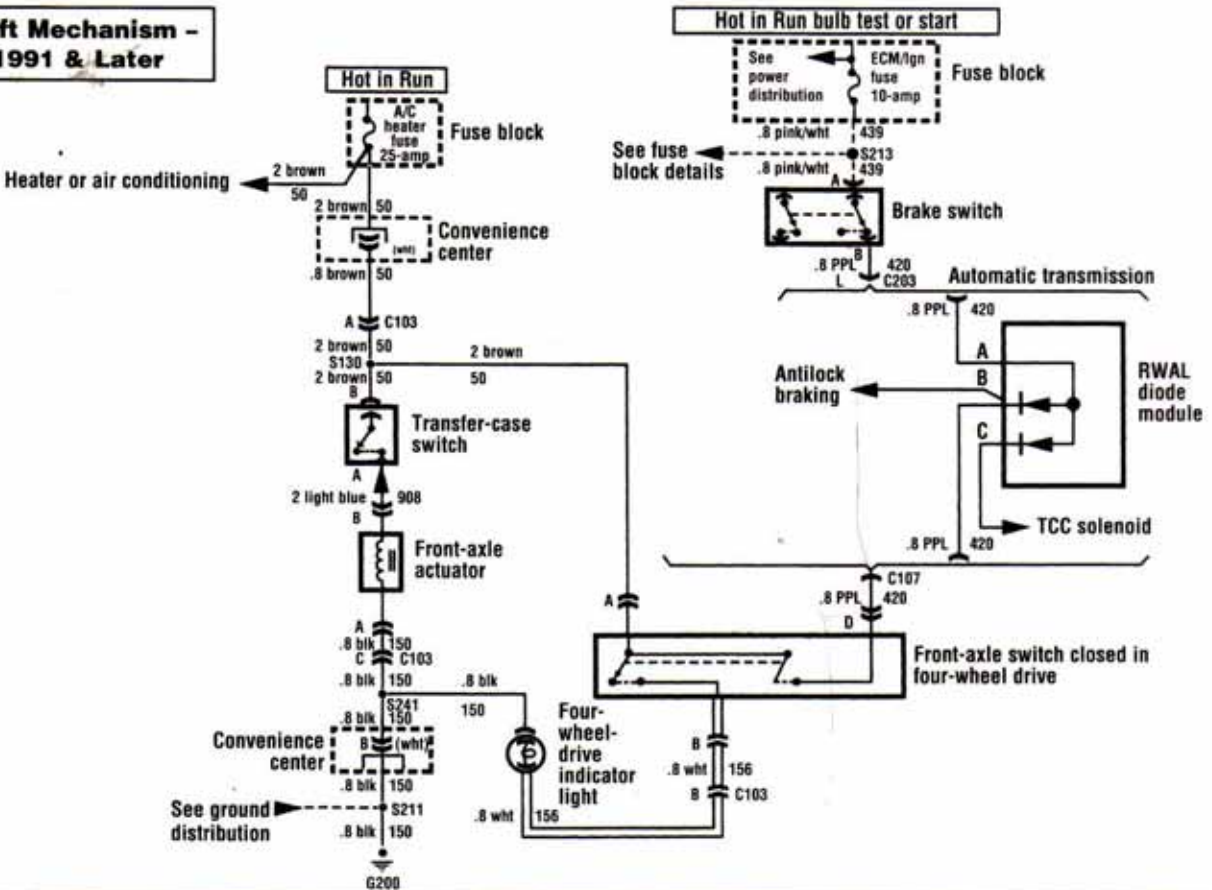 ft Mechanism –
1991 & Later
Hot in Run
A/C
heater
fuse
25-amp
Fuse block
Heater or air conditioning
2 brown
50
2 brown 50
(wht)
Convenience
center
.8 brown 50
A C103
2 brown 50
S130
2 brown 50
B
2 brown
50
Transfer-case
switch
A
2 light blue 908
B
Front-axle
actuator
A
.8 blk 150
C C103
.8 blk 150
.8 blk
150
S241
.8 blk 150
Convenience
center
B (wht)
.8 blk 150
See ground
distribution
S211
.8 blk 150
G200
Hot in Run bulb test or start
See
power
distribution
ECM/Ign
fuse
10-amp
Fuse block
.8 pink/wht 439
See fuse
block details
S213
.8 pink/wht 439
A
Brake switch
B
.8 PPL 420
L C203
Automatic transmission
.8 PPL 420
A
B
C
Antilock
braking
RWAL
diode
module
TCC solenoid
.8 PPL 420
C107
.8 PPL 420
D
A
Front-axle switch closed in
four-wheel drive
Four-
wheel-
drive
indicator
light
B
.8 wht 156
B C103
.8 wht 156